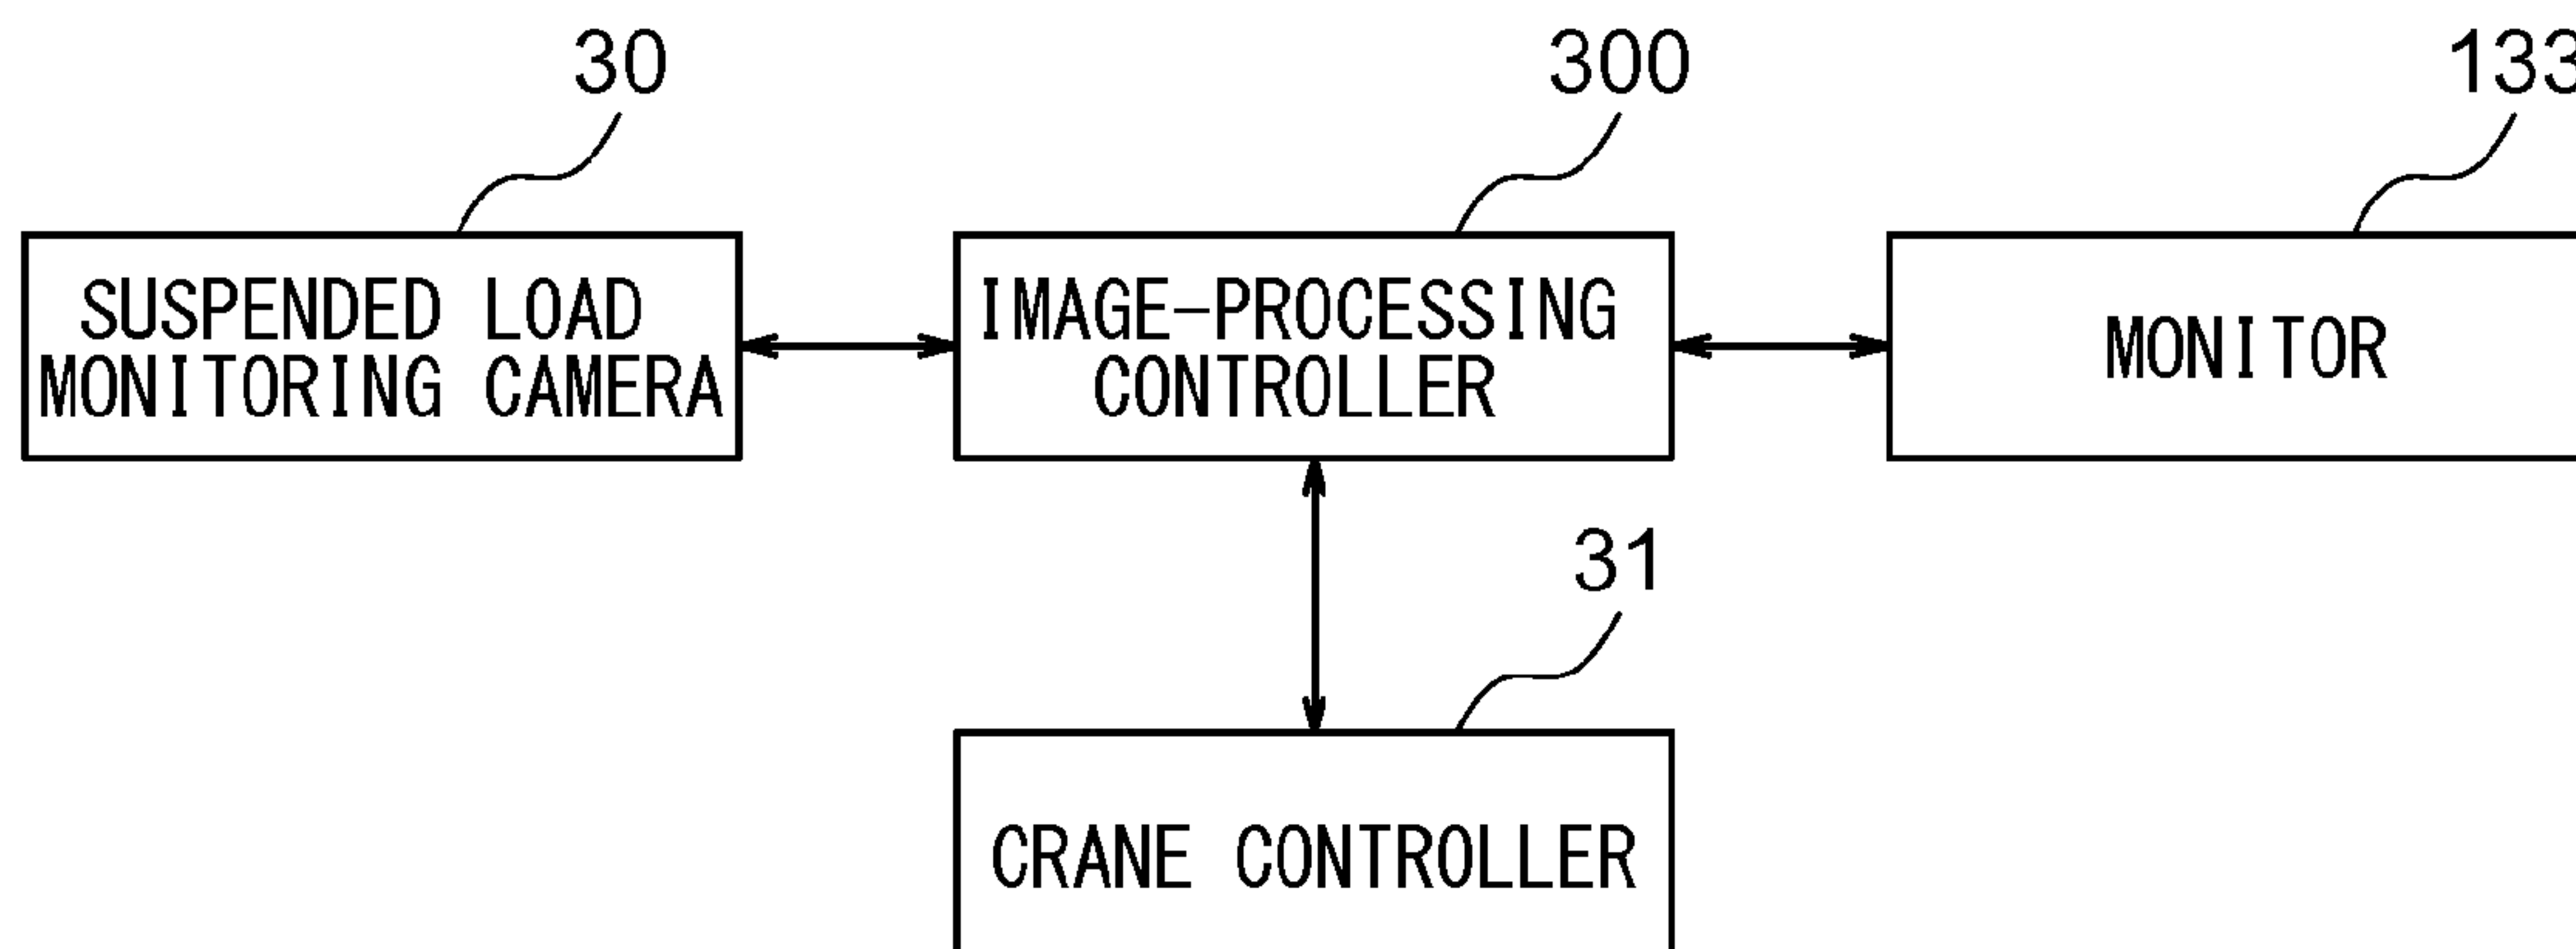 30
300
133
SUSPENDED LOAD
MONITORING CAMERA
IMAGE-PROCESSING
CONTROLLER
MONITOR
31
CRANE CONTROLLER